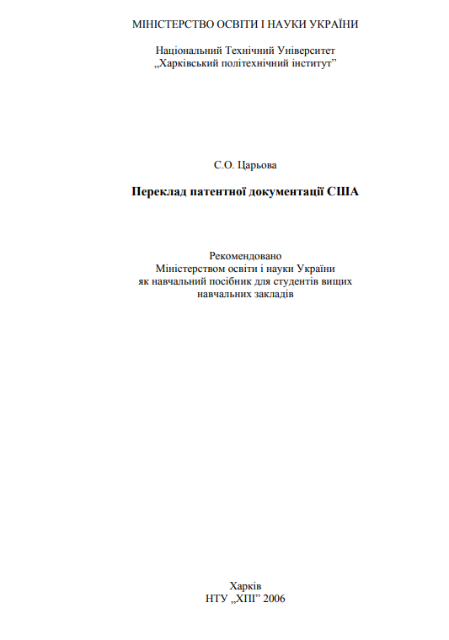 МІНІСТЕРСТВО ОСВІТИ І НАУКИ УКРАЇНИ
Національний Технічний Університет
„Харківський політехнічний інститут”
С.О. Царьова
Переклад патентної документації США
Рекомендовано
Міністерством освіти і науки України
як навчальний посібник для студентів вищих
навчальних закладів
Харків
НТУ „ХПІ” 2006